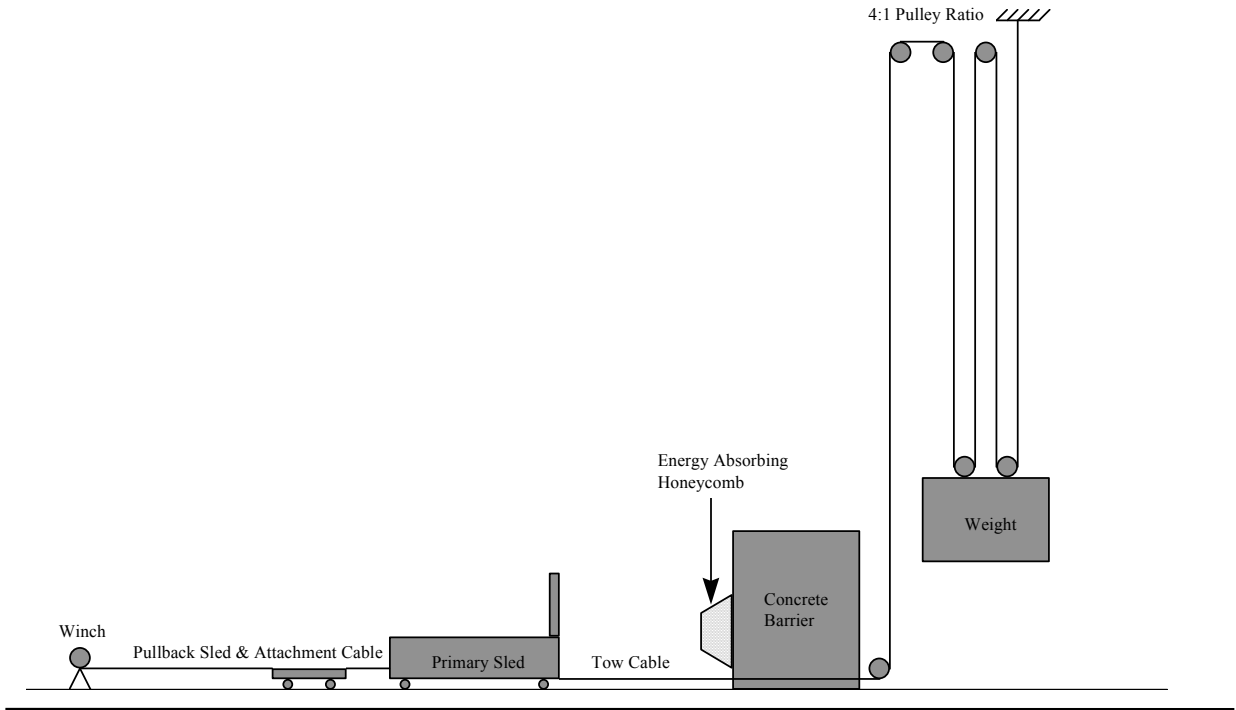 4:1 Pulley Ratio
Energy Absorbing
Honeycomb
Weight
Concrete
Barrier
Winch
Pullback Sled & Attachment Cable
Primary Sled
Tow Cable